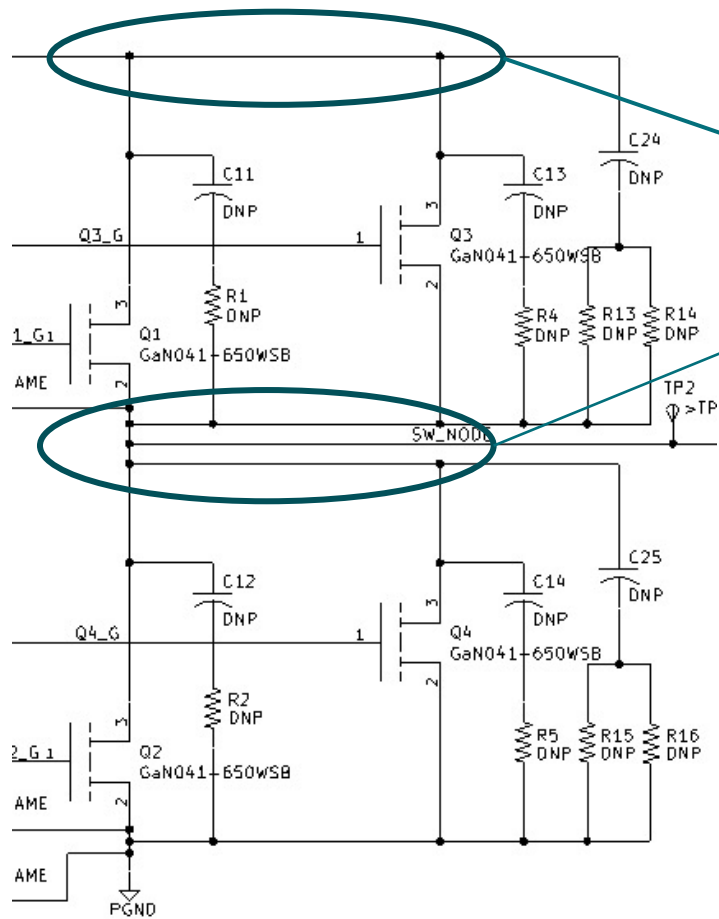 C24
DNP
C11
DNP
C13
DNP
Q3_G
1
3
2
Q3
GaN041-650WSB
R1
DNP
R4
DNP
R13
DNP
R14
DNP
1_G1
3
2
Q1
GaN041-650WSB
AME
TP2
>TP
SW_NODE
C25
DNP
C12
DNP
C14
DNP
Q4_G
1
3
2
Q4
GaN041-650WSB
R2
DNP
R5
DNP
R15
DNP
R16
DNP
2_G1
3
2
Q2
GaN041-650WSB
AME
AME
PGND